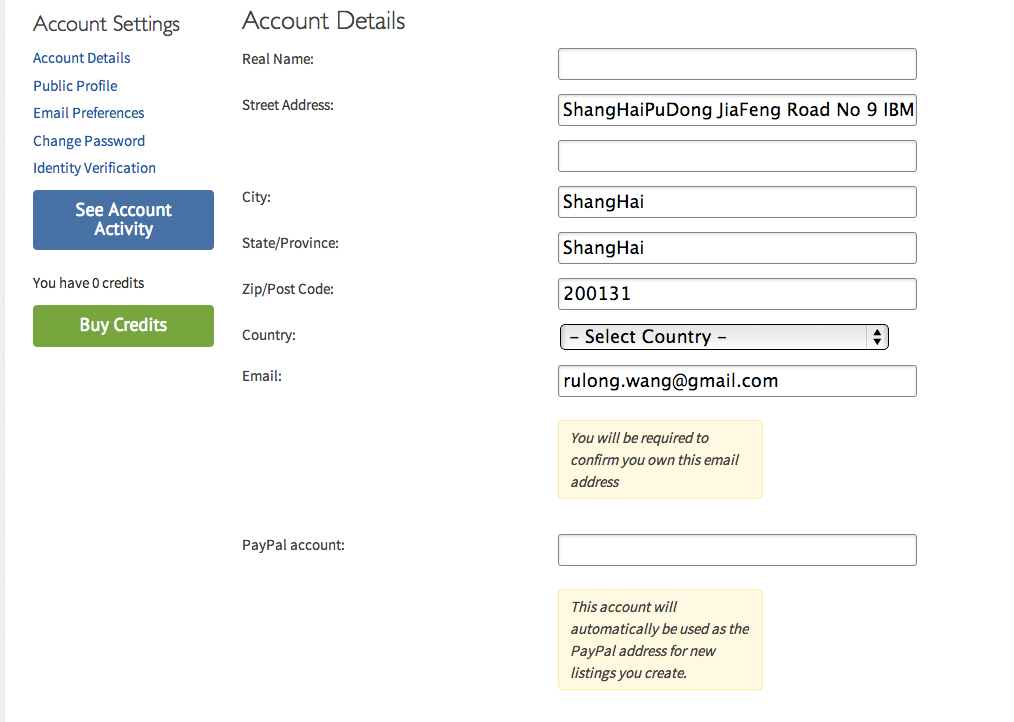 Account Settings
Account Details
Public Profile
Email Preferences
Change Password
Identity Verification
See Account
Activity
You have 0 credits
Buy Credits
Account Details
Real Name:
Street Address:
ShangHaiPuDong JiaFeng Road No 9 IBM
City:
ShangHai
State/Province:
ShangHai
Zip/Post Code:
200131
Country:
– Select Country –
Email:
rulong.wang@gmail.com
You will be required to
confirm you own this email
address
PayPal account:
This account will
automatically be used as the
PayPal address for new
listings you create.